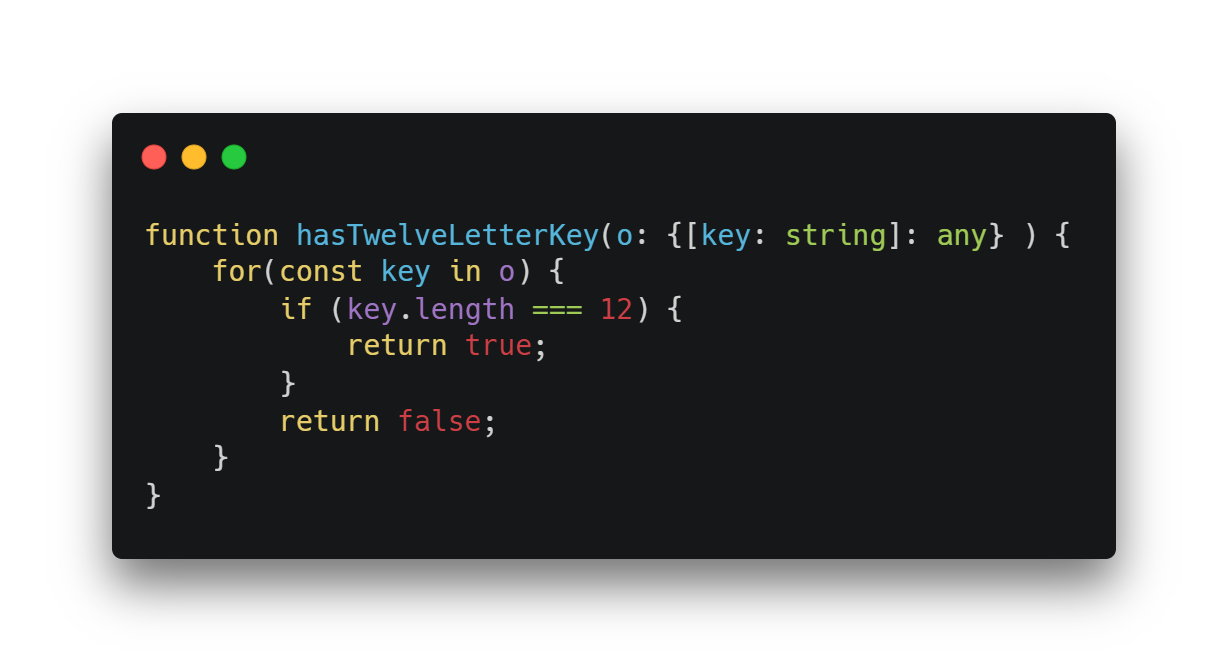 function hasTwelveLetterKey(o: {[key: string]: any} ) {
    for(const key in o) {
        if (key.length === 12) {
            return true;
        }
        return false;
    }
}